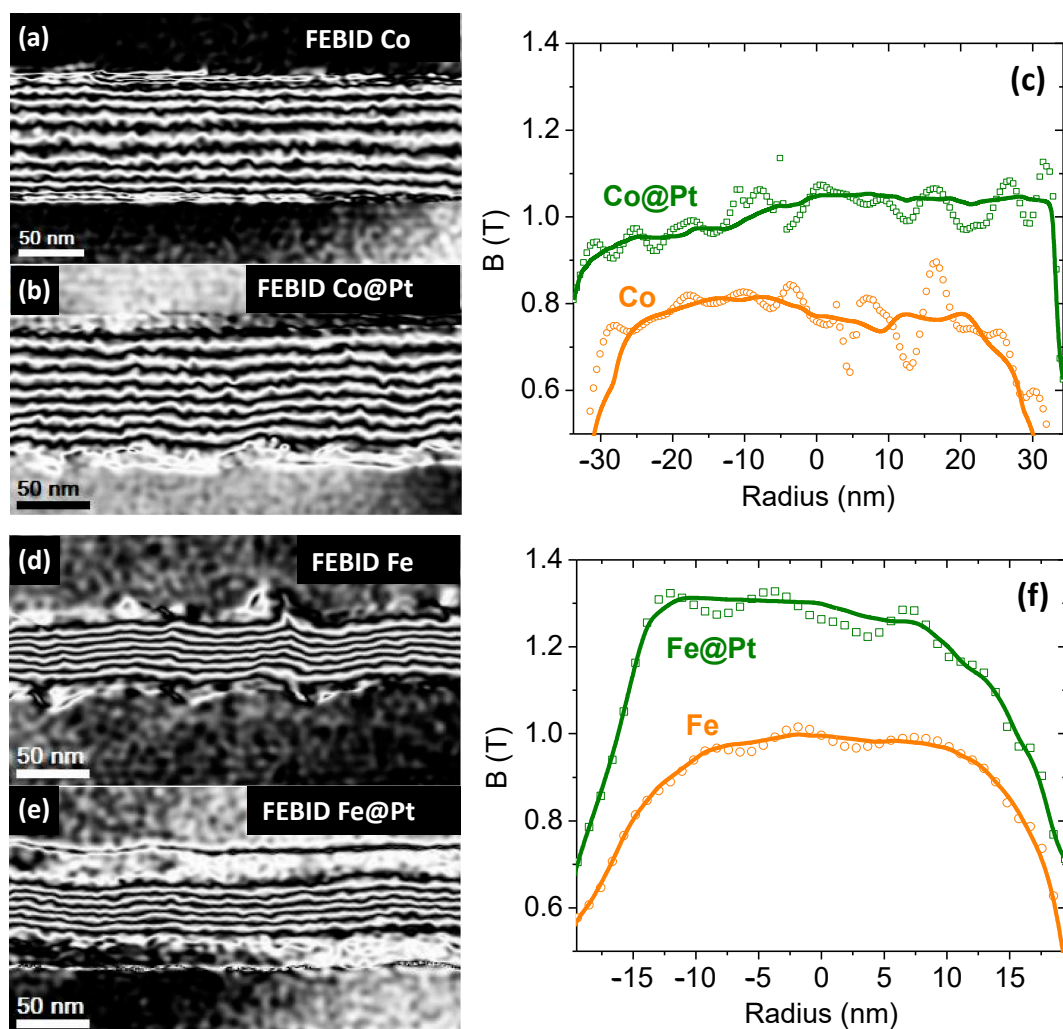 (a)
FEBID Co
50 nm
(b)
FEBID Co@Pt
50 nm
(c)
1.4
1.2
1.0
0.8
0.6
B (T)
Co@Pt
Co
-30
-20
-10
0
10
20
30
Radius (nm)
(d)
FEBID Fe
50 nm
(e)
FEBID Fe@Pt
50 nm
(f)
1.4
1.2
1.0
0.8
0.6
B (T)
Fe@Pt
Fe
-15
-10
-5
0
5
10
15
Radius (nm)